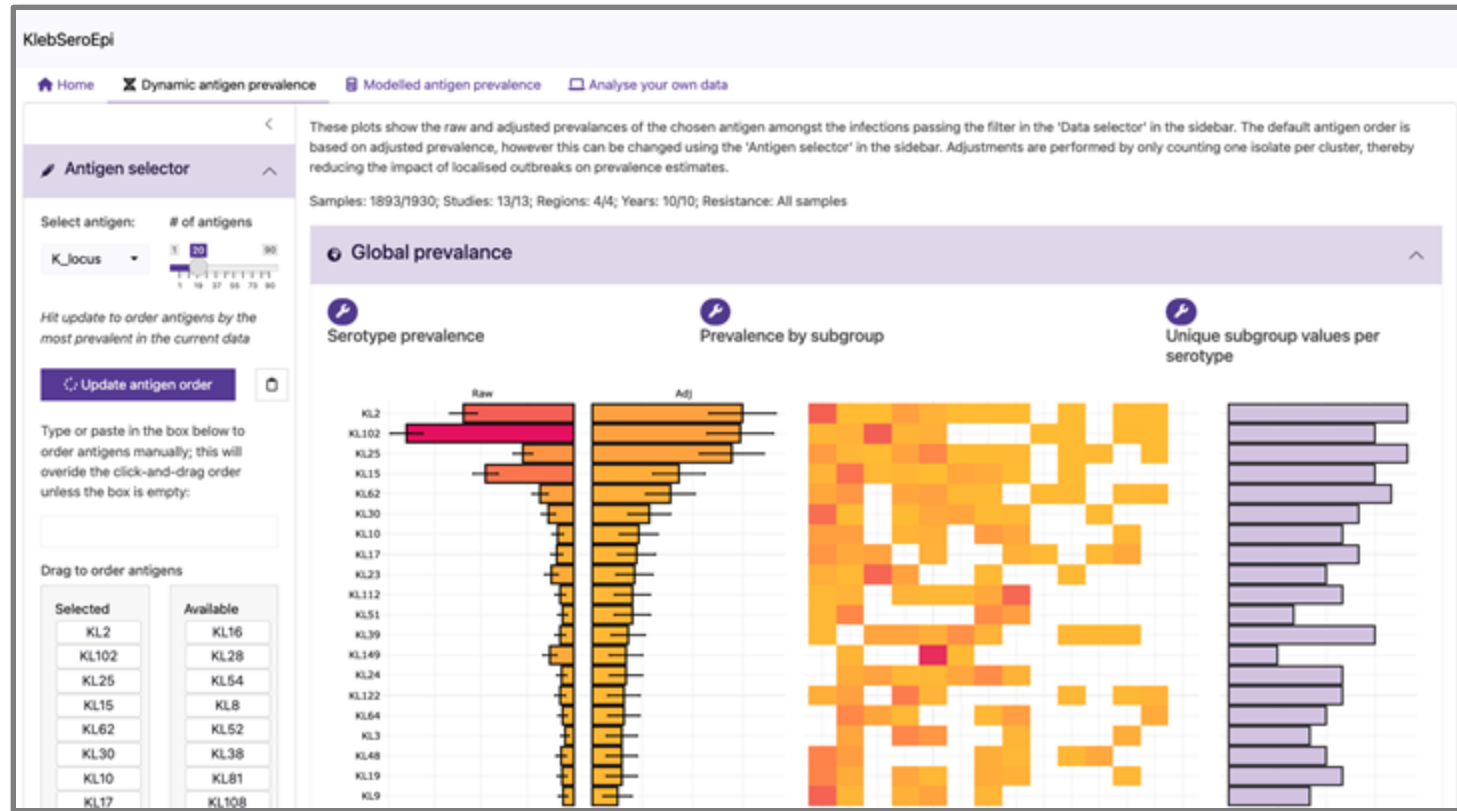 KlebSeroEpi
Home
Dynamic antigen prevalence
Modelled antigen prevalence
Analyse your own data
Antigen selector
Select antigen:
# of antigens
K_locus
1 20 90
1 19 37 55 73 90
Hit update to order antigens by the
most prevalent in the current data
Update antigen order
Type or paste in the box below to
order antigens manually; this will
overide the click-and-drag order
unless the box is empty:
Drag to order antigens
Selected
KL2
KL102
KL25
KL15
KL62
KL30
KL10
KL17
Available
KL16
KL28
KL54
KL8
KL52
KL38
KL81
KL108
These plots show the raw and adjusted prevalances of the chosen antigen amongst the infections passing the filter in the 'Data selector' in the sidebar. The default antigen order is
based on adjusted prevalence, however this can be changed using the 'Antigen selector' in the sidebar. Adjustments are performed by only counting one isolate per cluster, thereby
reducing the impact of localised outbreaks on prevalence estimates.
Samples: 1893/1930; Studies: 13/13; Regions: 4/4; Years: 10/10; Resistance: All samples
Global prevalance
Serotype prevalence
Prevalence by subgroup
Unique subgroup values per
serotype
Raw
Adj
KL2
KL102
KL25
KL15
KL62
KL30
KL10
KL17
KL23
KL112
KL51
KL39
KL149
KL24
KL122
KL64
KL3
KL48
KL19
KL9